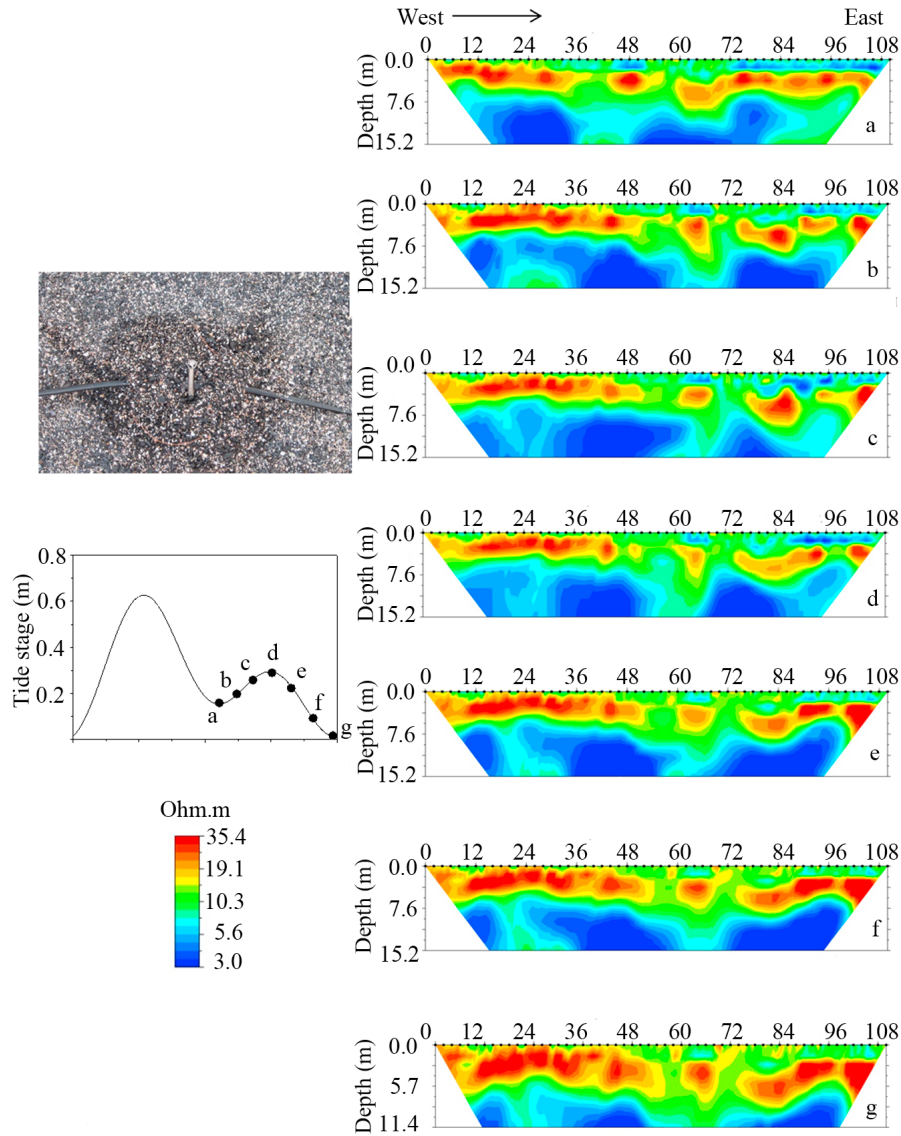 West East
0 12 24 36 48 60 72 84 96 108
0.0
7.6
15.2
Depth (m)
a
0 12 24 36 48 60 72 84 96 108
0.0
7.6
15.2
Depth (m)
b
0 12 24 36 48 60 72 84 96 108
0.0
7.6
15.2
Depth (m)
c
0 12 24 36 48 60 72 84 96 108
0.0
7.6
15.2
Depth (m)
d
0.8
0.6
0.4
0.2
Tide stage (m)
a
b
c
d
e
f
g
0 12 24 36 48 60 72 84 96 108
0.0
7.6
15.2
Depth (m)
e
Ohm.m
35.4
19.1
10.3
5.6
3.0
0 12 24 36 48 60 72 84 96 108
0.0
7.6
15.2
Depth (m)
f
0 12 24 36 48 60 72 84 96 108
0.0
5.7
11.4
Depth (m)
g